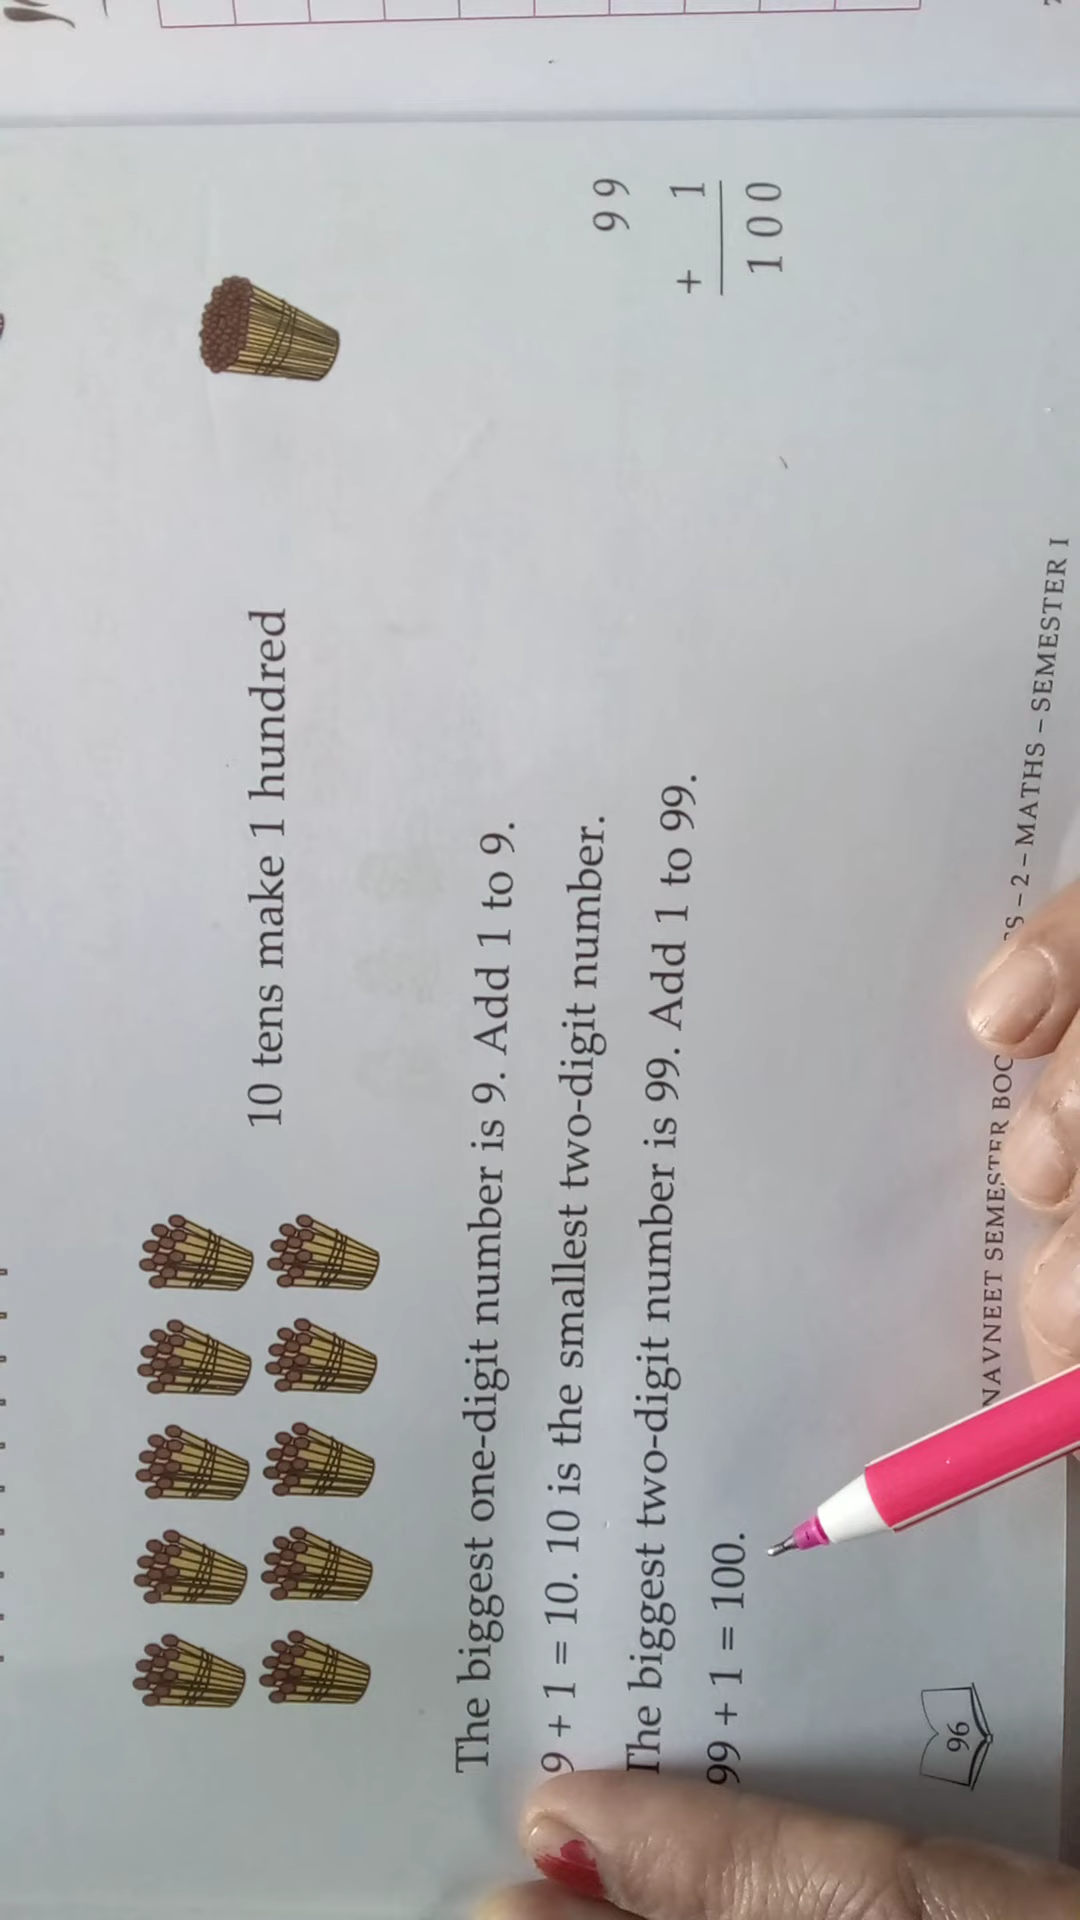 10 tens make 1 hundred
The biggest one-digit number is 9. Add 1 to 9.
9 + 1 = 10. 10 is the smallest two-digit number.
The biggest two-digit number is 99. Add 1 to 99.
99 + 1 = 100.
99
+ 1
100
96
NAVNEET SEMESTER – 2 – MATHS – SEMESTER I